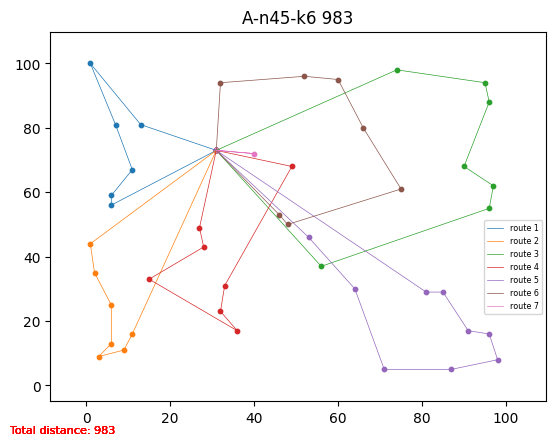 A-n45-k6 983
100
80
60
40
20
0
route 1
route 2
route 3
route 4
route 5
route 6
route 7
0 20 40 60 80 100
Total distance: 983